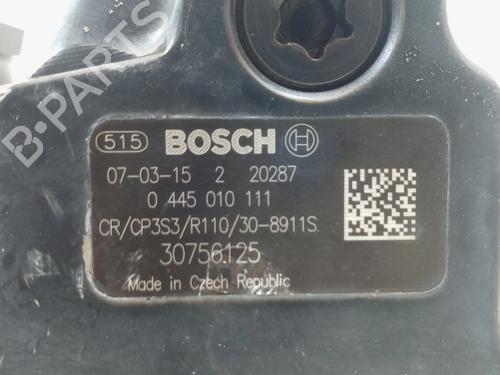 B-PARTS
515 BOSCH
07-03-15 2 20287
0 445 010 111
CR/CP3S3/R110/30-8911S
30756125
Made in Czech Republic